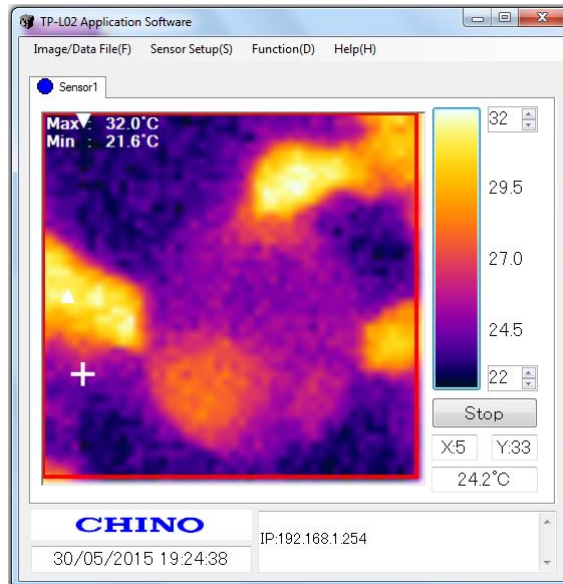 TP-L02 Application Software
Image/Data File(F) Sensor Setup(S) Function(D) Help(H)
Sensor1
Max : 32.0°C
Min : 21.6°C
32
29.5
27.0
24.5
22
Stop
X:5 Y:33
24.2°C
CHINO
IP:192.168.1.254
30/05/2015 19:24:38